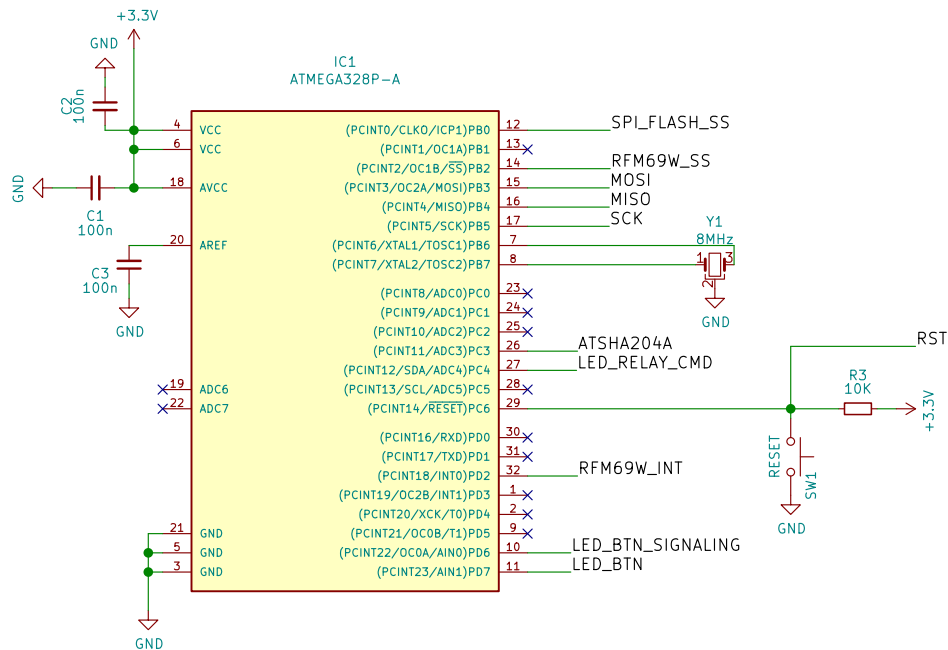 +3.3V
GND
IC1
ATMEGA328P-A
C2
100n
4 VCC
6 VCC
18 AVCC
GND
C1
100n
20 AREF
C3
100n
GND
19 ADC6
22 ADC7
21 GND
5 GND
3 GND
GND
(PCINT0/CLKO/ICP1)PB0 12 SPI_FLASH_SS
(PCINT1/OC1A)PB1 13
(PCINT2/OC1B/SS)PB2 14 RFM69W_SS
(PCINT3/OC2A/MOSI)PB3 15 MOSI
(PCINT4/MISO)PB4 16 MISO
(PCINT5/SCK)PB5 17 SCK
(PCINT6/XTAL1/TOSC1)PB6 7
(PCINT7/XTAL2/TOSC2)PB7 8
Y1
8MHz
1 3
2
GND
(PCINT8/ADC0)PC0 23
(PCINT9/ADC1)PC1 24
(PCINT10/ADC2)PC2 25
(PCINT11/ADC3)PC3 26 ATSHA204A
(PCINT12/SDA/ADC4)PC4 27 LED_RELAY_CMD
(PCINT13/SCL/ADC5)PC5 28
(PCINT14/RESET)PC6 29
RST
R3
10K
+3.3V
RESET
SW1
GND
(PCINT16/RXD)PD0 30
(PCINT17/TXD)PD1 31
(PCINT18/INT0)PD2 32 RFM69W_INT
(PCINT19/OC2B/INT1)PD3 1
(PCINT20/XCK/T0)PD4 2
(PCINT21/OC0B/T1)PD5 9
(PCINT22/OC0A/AIN0)PD6 10 LED_BTN_SIGNALING
(PCINT23/AIN1)PD7 11 LED_BTN